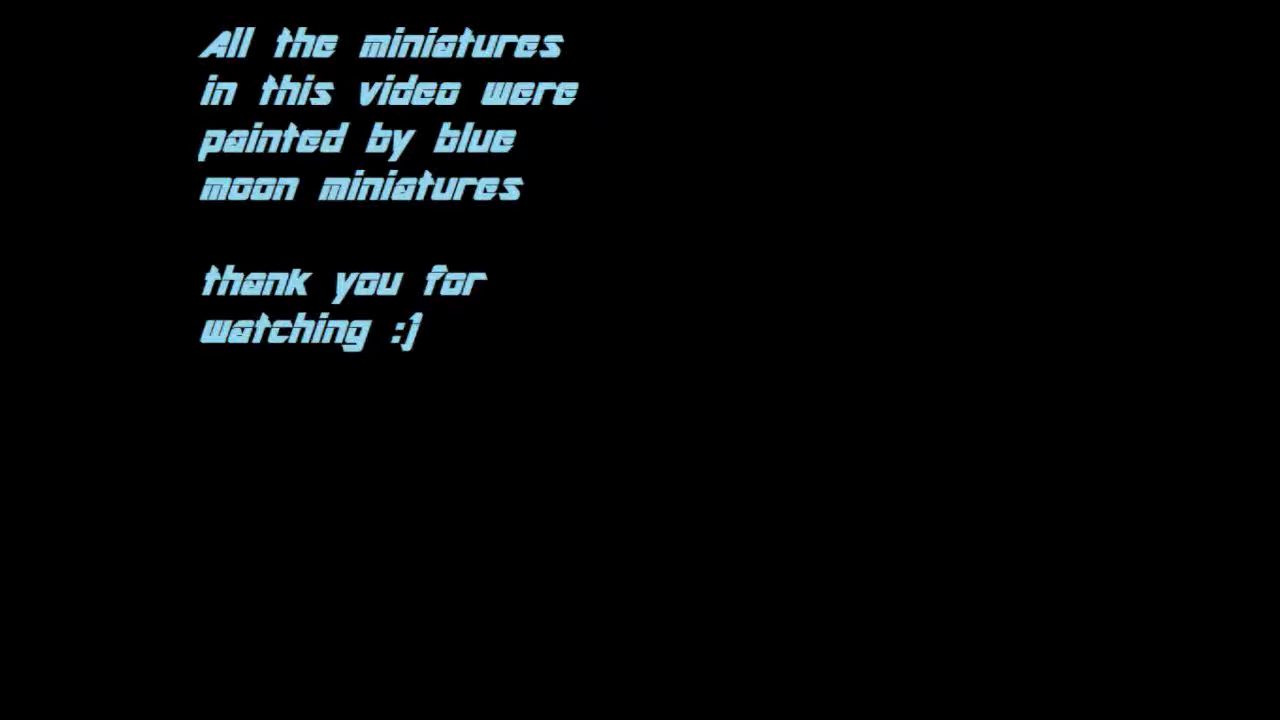 All the miniatures
in this video were
painted by blue
moon miniatures
thank you for
watching :]